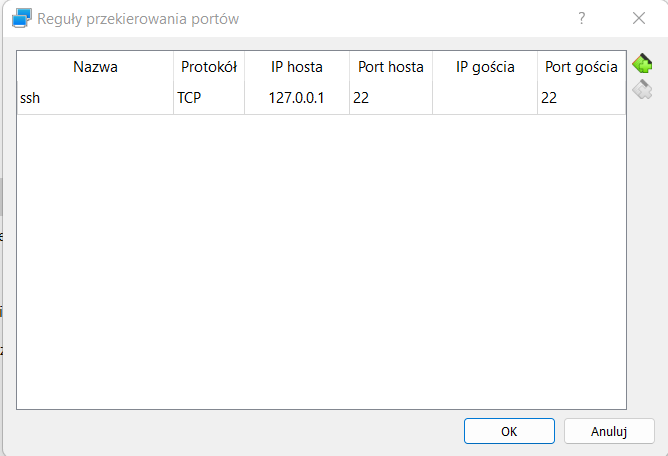 Reguły przekierowania portów
?
Nazwa Protokół IP hosta Port hosta IP gościa Port gościa
ssh TCP 127.0.0.1 22 22
OK Anuluj